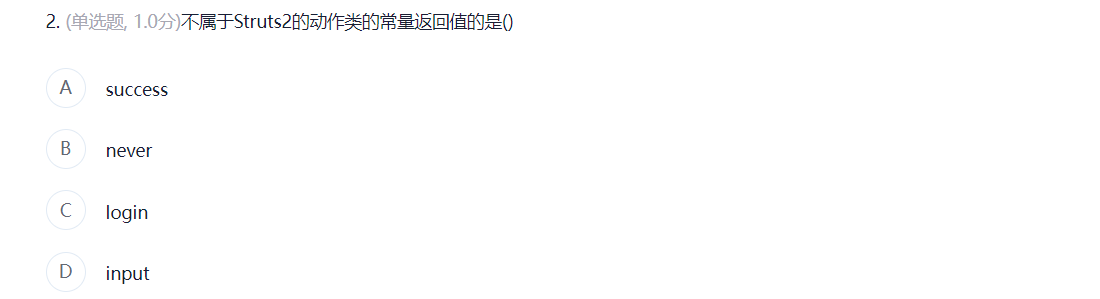 2. (单选题, 1.0分)不属于Struts2的动作类的常量返回值的是()
A success
B never
C login
D input